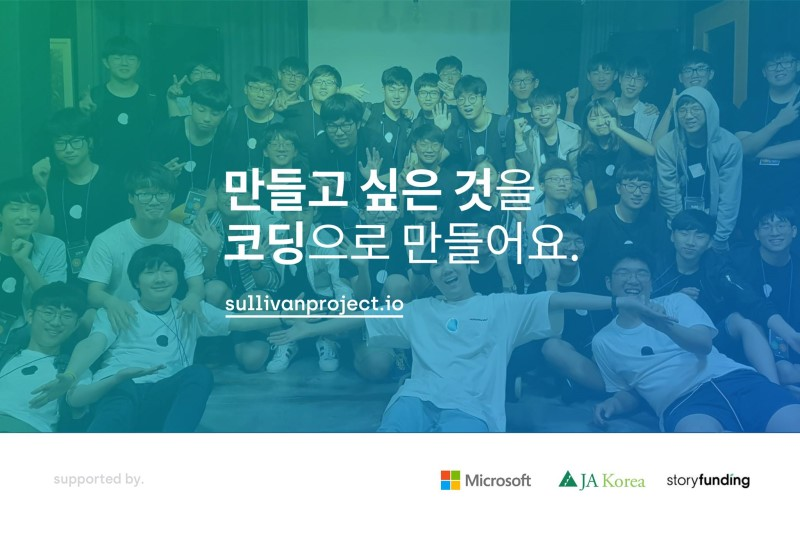 만들고 싶은 것을
코딩으로 만들어요.
sullivanproject.io
supported by.
Microsoft
JA Korea
storyfunding